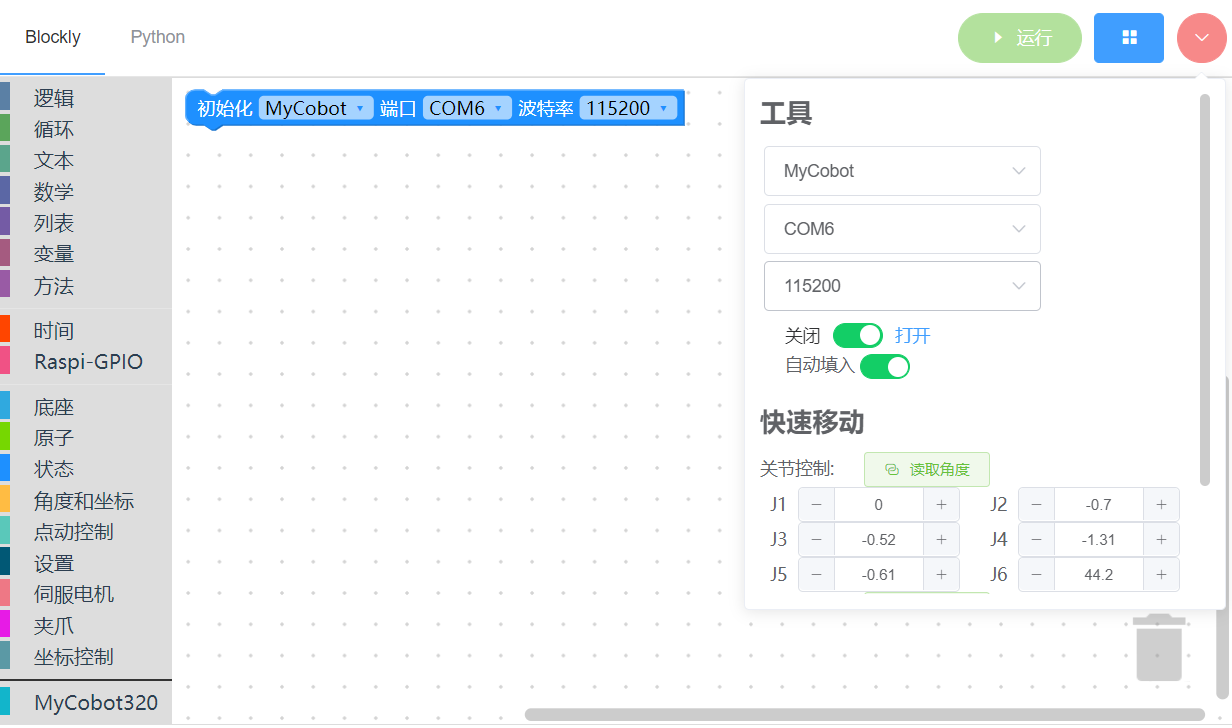 Blockly Python 运行
逻辑
循环
文本
数学
列表
变量
方法
时间
Raspi-GPIO
底座
原子
状态
角度和坐标
点动控制
设置
伺服电机
夹爪
坐标控制
MyCobot320
初始化 MyCobot 端口 COM6 波特率 115200
工具
MyCobot
COM6
115200
关闭 打开
自动填入
快速移动
关节控制: 读取角度
J1 − 0 + J2 − -0.7 +
J3 − -0.52 + J4 − -1.31 +
J5 − -0.61 + J6 − 44.2 +